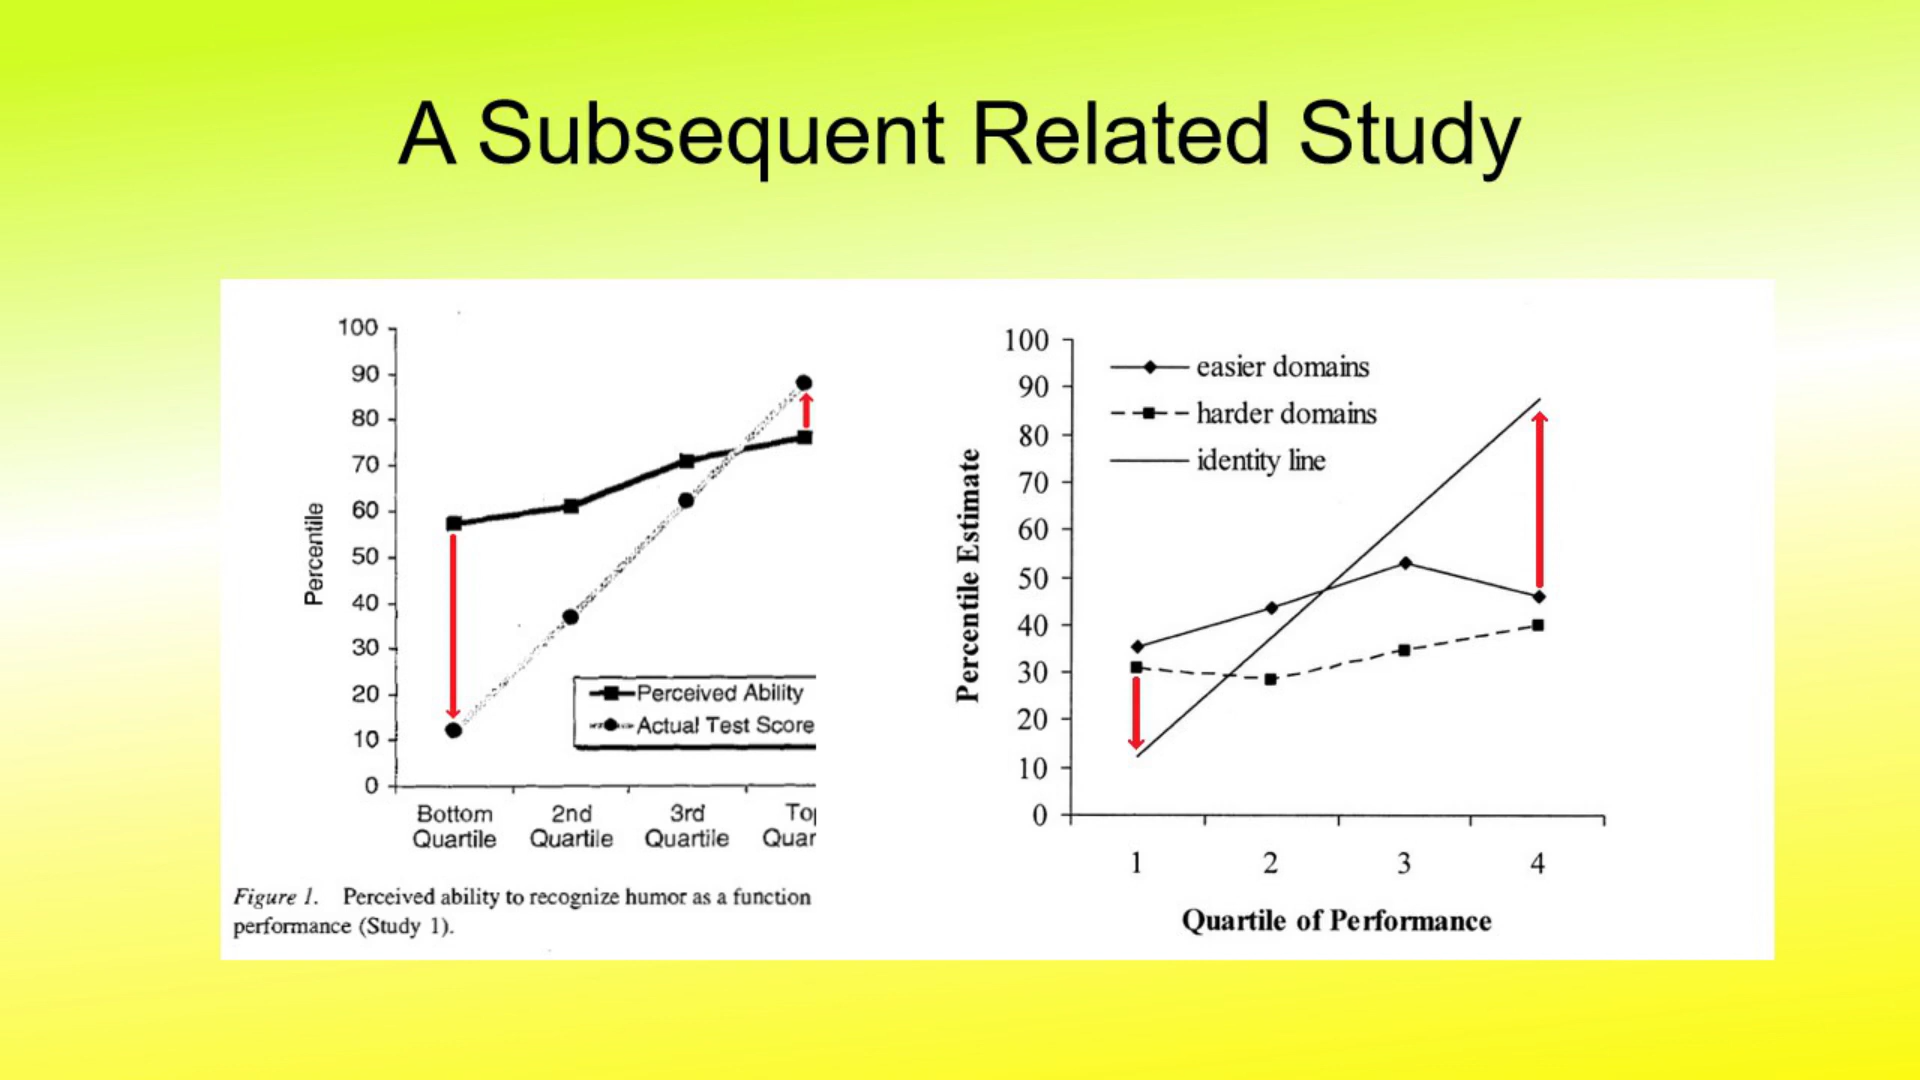 A Subsequent Related Study
100
90
80
70
60
50
40
30
20
10
0
Percentile
Perceived Ability
Actual Test Score
Bottom Quartile
2nd Quartile
3rd Quartile
To
Quar
Figure 1. Perceived ability to recognize humor as a function
performance (Study 1).
100
90
80
70
60
50
40
30
20
10
0
Percentile Estimate
easier domains
harder domains
identity line
1 2 3 4
Quartile of Performance